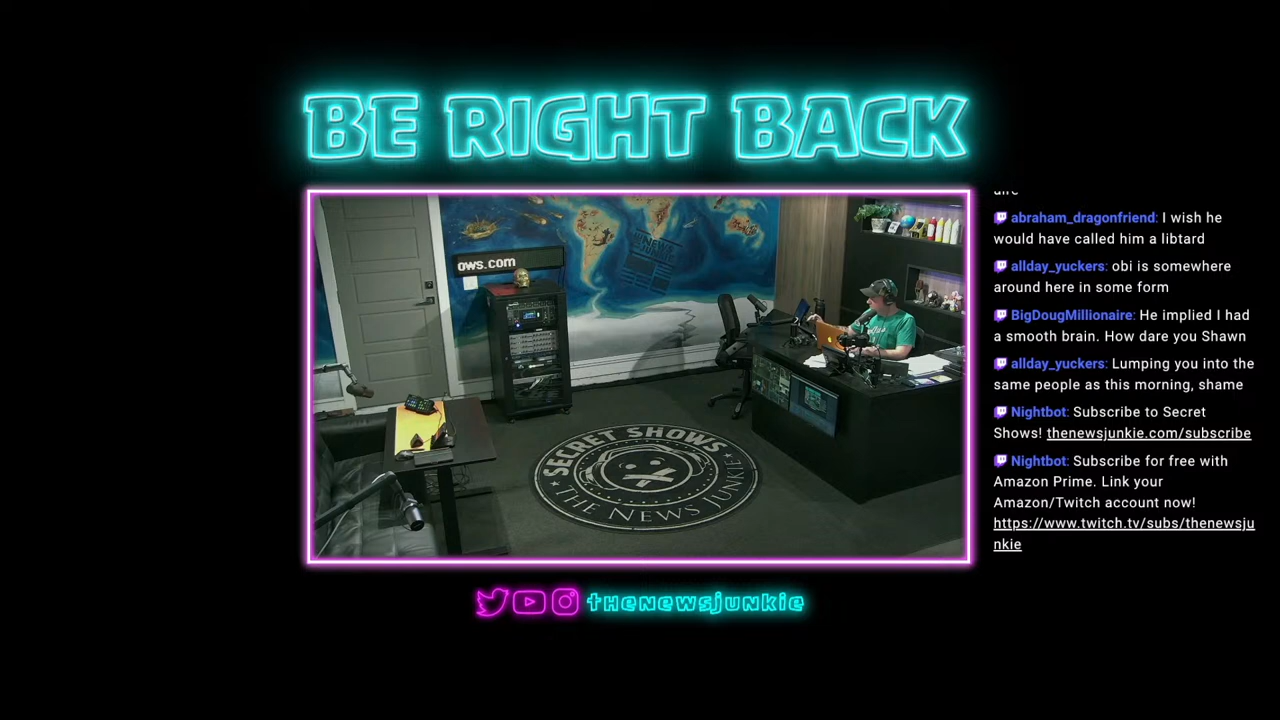 BE RIGHT BACK
ows.com
THE NEWS
JUNKIE
SECRET SHOWS
THE NEWS JUNKIE
abraham_dragonfriend: I wish he
would have called him a libtard
allday_yuckers: obi is somewhere
around here in some form
BigDougMillionaire: He implied I had
a smooth brain. How dare you Shawn
allday_yuckers: Lumping you into the
same people as this morning, shame
Nightbot: Subscribe to Secret
Shows! thenewsjunkie.com/subscribe
Nightbot: Subscribe for free with
Amazon Prime. Link your
Amazon/Twitch account now!
https://www.twitch.tv/subs/thenewsju
nkie
thenewsjunkie